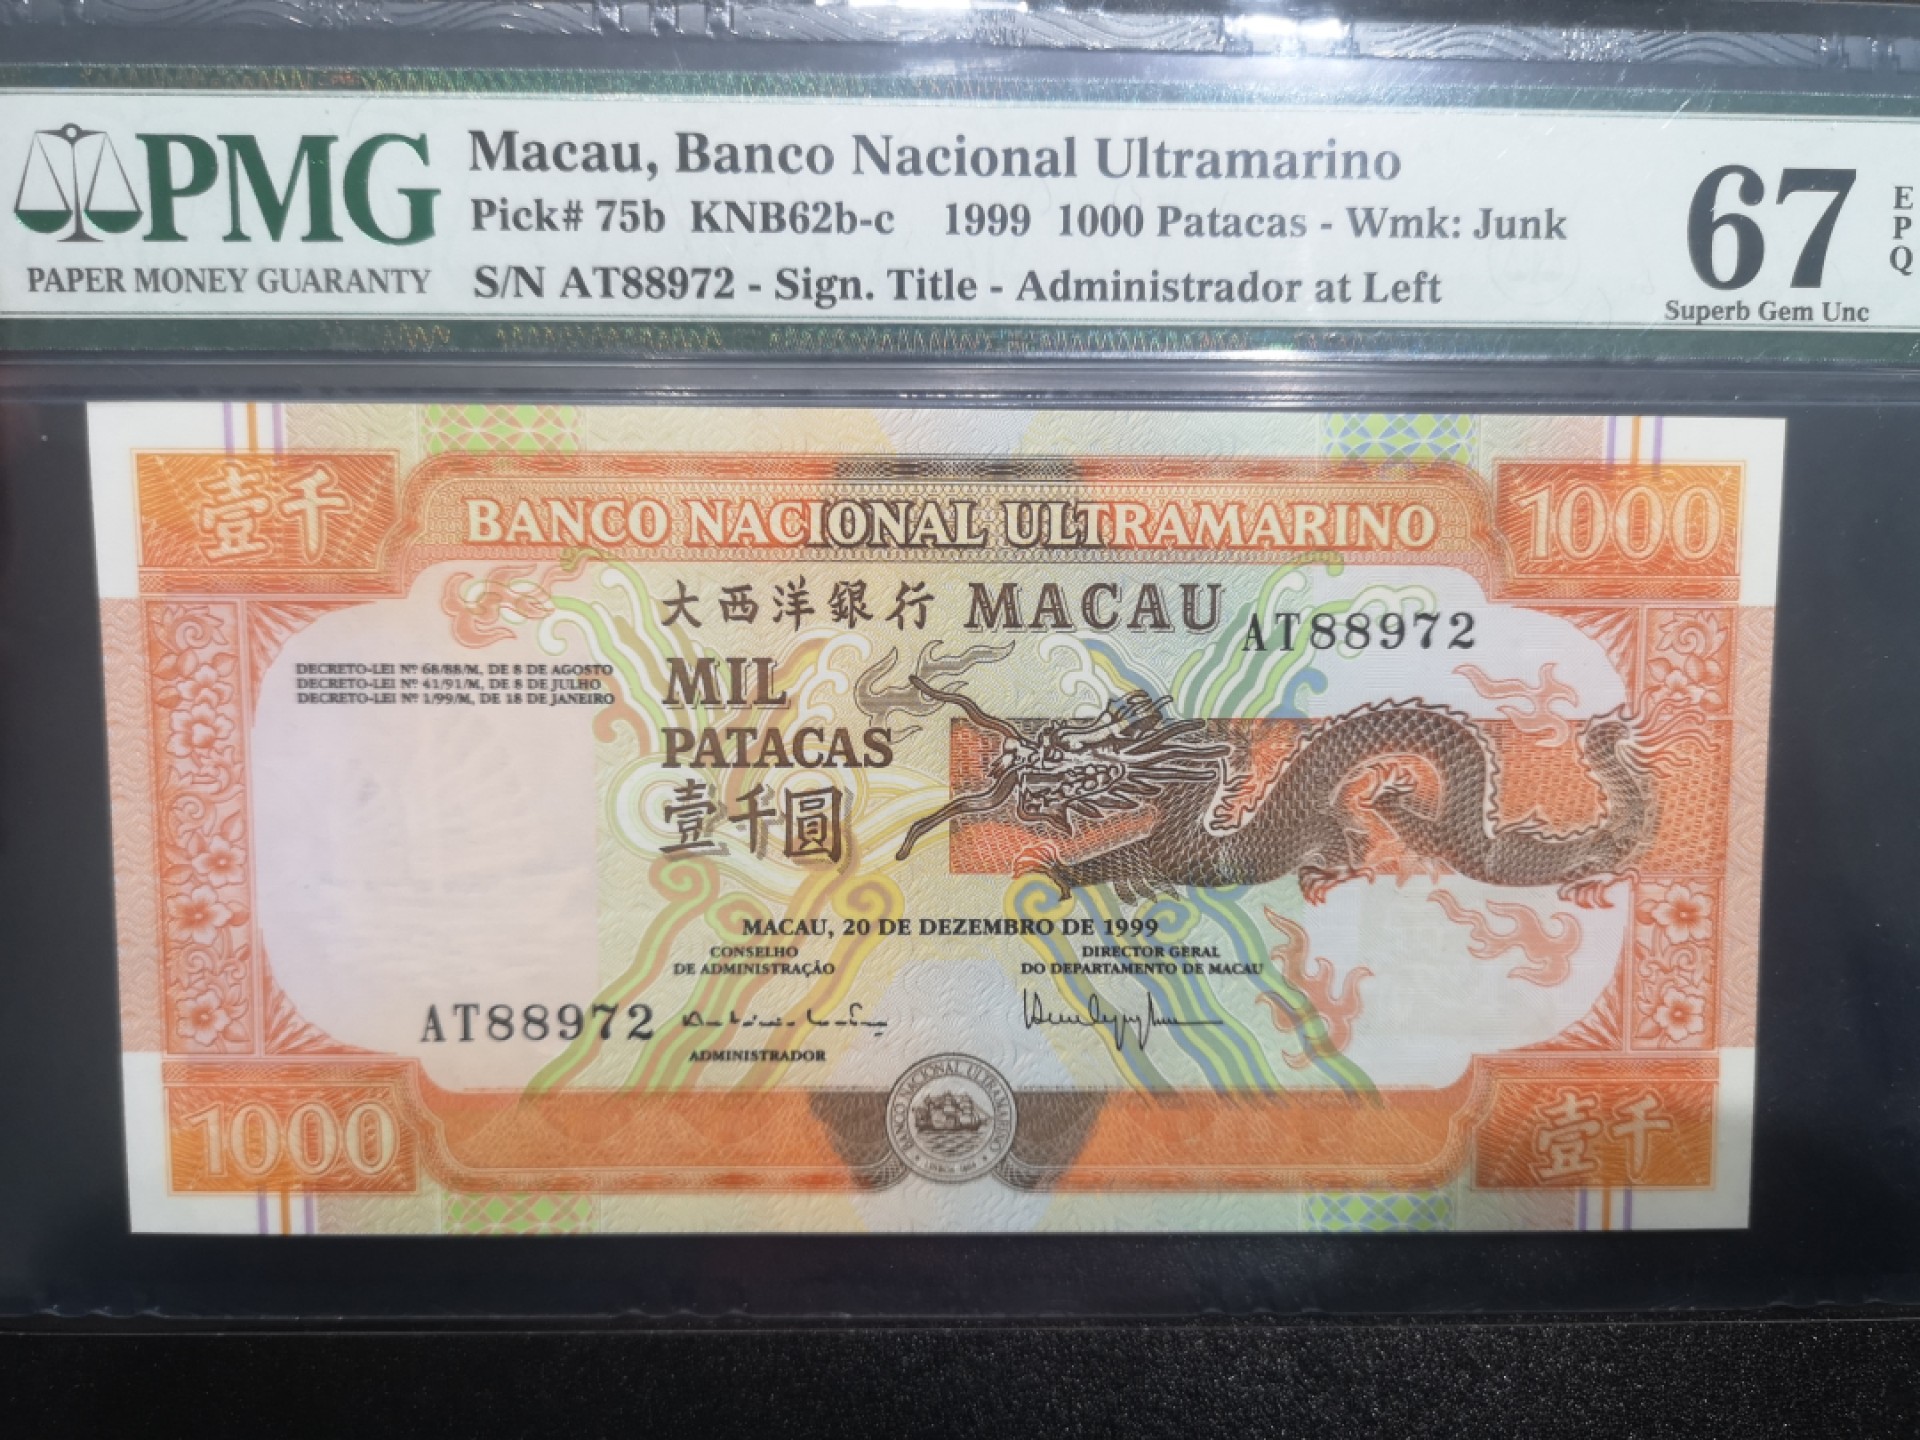 PMG
PAPER MONEY GUARANTY
Macau, Banco Nacional Ultramarino
Pick# 75b KNB62b-c 1999 1000 Patacas - Wmk: Junk
S/N AT88972 - Sign. Title - Administrador at Left
67
EPQ
Superb Gem Unc
壹千
BANCO NACIONAL ULTRAMARINO
1000
大西洋銀行 MACAU
AT88972
DECRETO-LEI Nº 68/88/M, DE 8 DE AGOSTO
DECRETO-LEI Nº 41/91/M, DE 8 DE JULHO
DECRETO-LEI Nº 1/99/M, DE 18 DE JANEIRO
MIL
PATACAS
壹千圓
MACAU, 20 DE DEZEMBRO DE 1999
CONSELHO
DE ADMINISTRAÇÃO
DIRECTOR GERAL
DO DEPARTAMENTO DE MACAU
AT88972
ADMINISTRADOR
1000
BANCO NACIONAL ULTRAMARINO
壹千